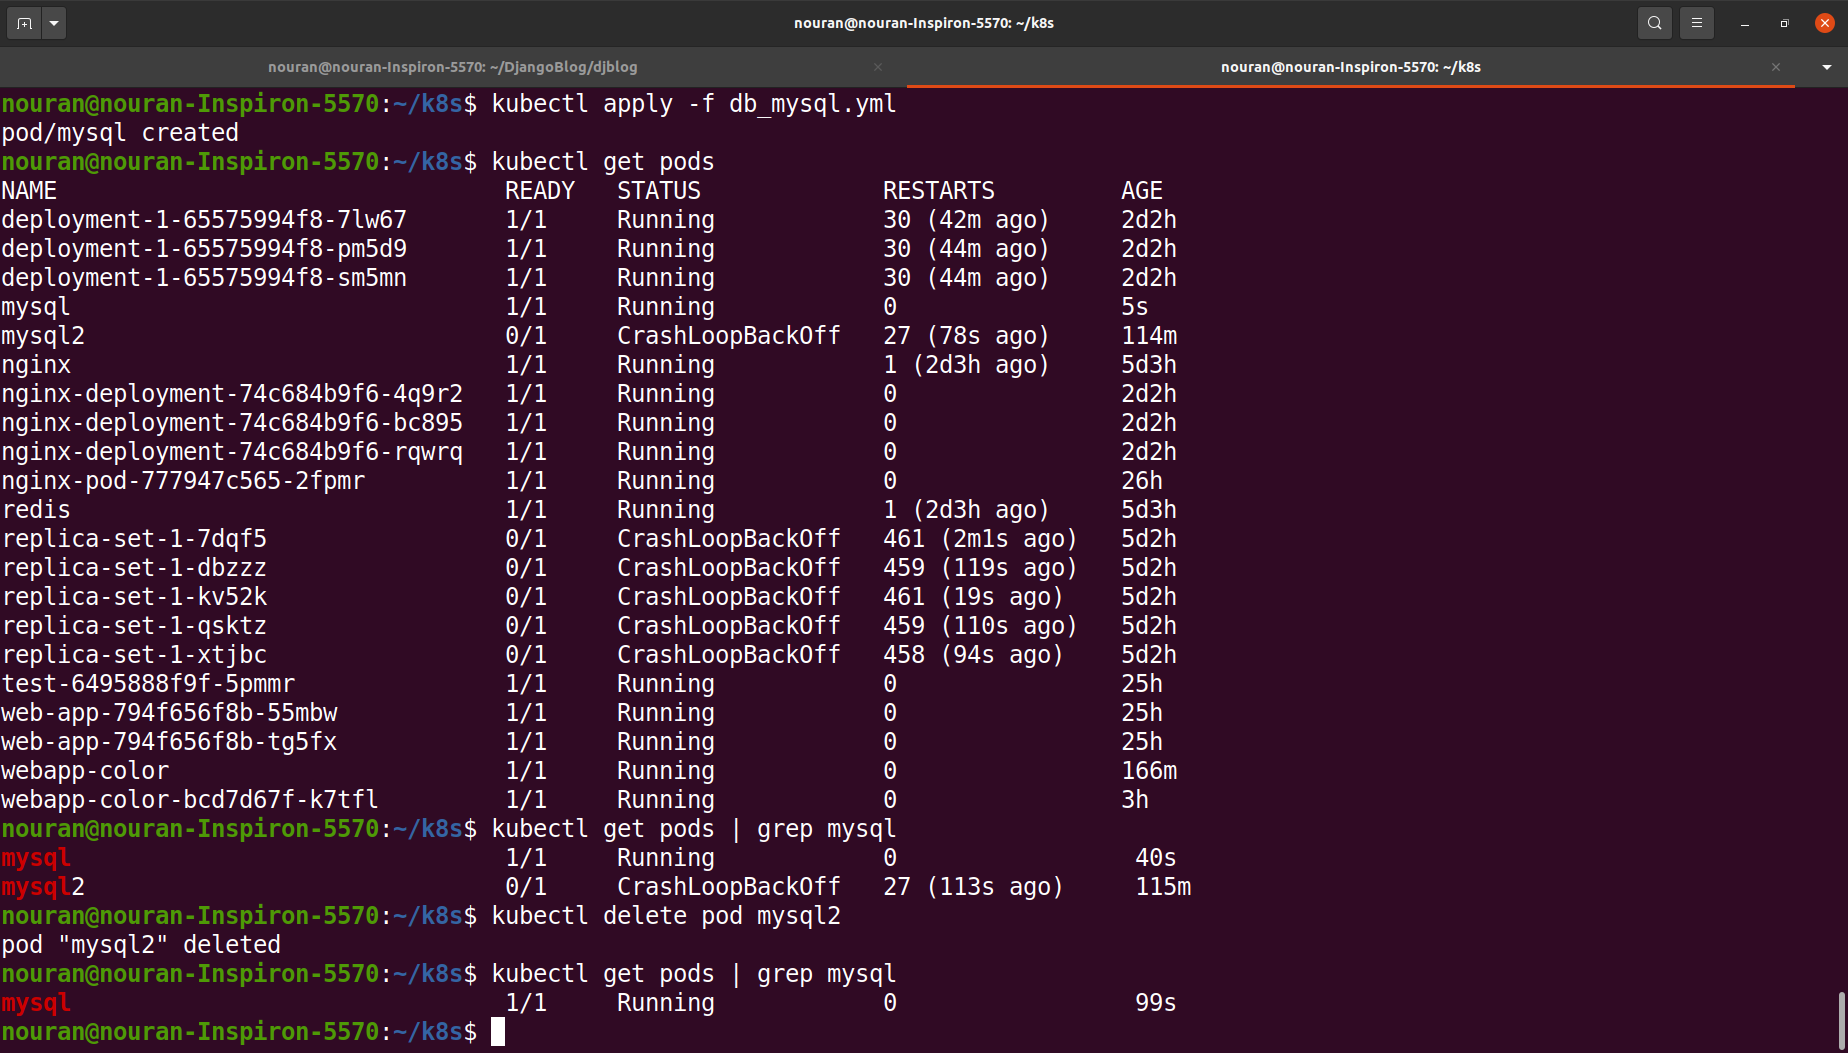 nouran@nouran-Inspiron-5570: ~/k8s
nouran@nouran-Inspiron-5570: ~/DjangoBlog/djblog
nouran@nouran-Inspiron-5570: ~/k8s
nouran@nouran-Inspiron-5570:~/k8s$ kubectl apply -f db_mysql.yml
pod/mysql created
nouran@nouran-Inspiron-5570:~/k8s$ kubectl get pods
NAME READY STATUS RESTARTS AGE
deployment-1-65575994f8-7lw67 1/1 Running 30 (42m ago) 2d2h
deployment-1-65575994f8-pm5d9 1/1 Running 30 (44m ago) 2d2h
deployment-1-65575994f8-sm5mn 1/1 Running 30 (44m ago) 2d2h
mysql 1/1 Running 0 5s
mysql2 0/1 CrashLoopBackOff 27 (78s ago) 114m
nginx 1/1 Running 1 (2d3h ago) 5d3h
nginx-deployment-74c684b9f6-4q9r2 1/1 Running 0 2d2h
nginx-deployment-74c684b9f6-bc895 1/1 Running 0 2d2h
nginx-deployment-74c684b9f6-rqwrq 1/1 Running 0 2d2h
nginx-pod-777947c565-2fpmr 1/1 Running 0 26h
redis 1/1 Running 1 (2d3h ago) 5d3h
replica-set-1-7dqf5 0/1 CrashLoopBackOff 461 (2m1s ago) 5d2h
replica-set-1-dbzzz 0/1 CrashLoopBackOff 459 (119s ago) 5d2h
replica-set-1-kv52k 0/1 CrashLoopBackOff 461 (19s ago) 5d2h
replica-set-1-qsktz 0/1 CrashLoopBackOff 459 (110s ago) 5d2h
replica-set-1-xtjbc 0/1 CrashLoopBackOff 458 (94s ago) 5d2h
test-6495888f9f-5pmmr 1/1 Running 0 25h
web-app-794f656f8b-55mbw 1/1 Running 0 25h
web-app-794f656f8b-tg5fx 1/1 Running 0 25h
webapp-color 1/1 Running 0 166m
webapp-color-bcd7d67f-k7tfl 1/1 Running 0 3h
nouran@nouran-Inspiron-5570:~/k8s$ kubectl get pods | grep mysql
mysql 1/1 Running 0 40s
mysql2 0/1 CrashLoopBackOff 27 (113s ago) 115m
nouran@nouran-Inspiron-5570:~/k8s$ kubectl delete pod mysql2
pod "mysql2" deleted
nouran@nouran-Inspiron-5570:~/k8s$ kubectl get pods | grep mysql
mysql 1/1 Running 0 99s
nouran@nouran-Inspiron-5570:~/k8s$